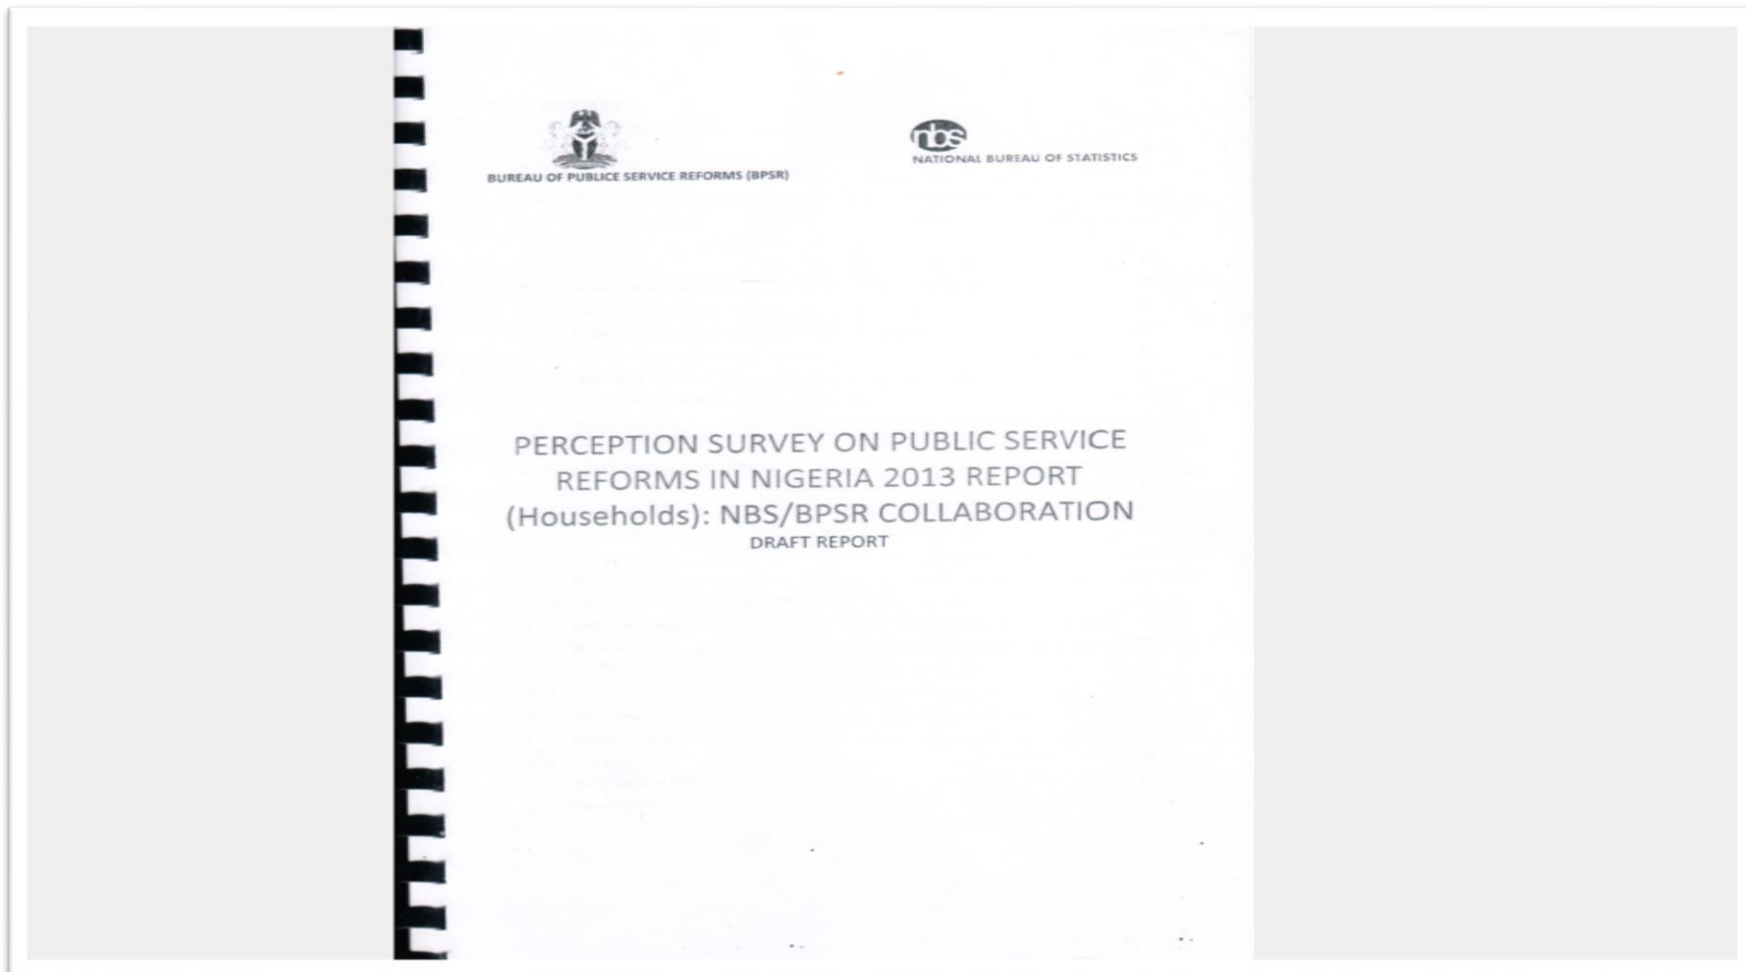 BUREAU OF PUBLICE SERVICE REFORMS (BPSR)
nbs
NATIONAL BUREAU OF STATISTICS
PERCEPTION SURVEY ON PUBLIC SERVICE
REFORMS IN NIGERIA 2013 REPORT
(Households): NBS/BPSR COLLABORATION
DRAFT REPORT